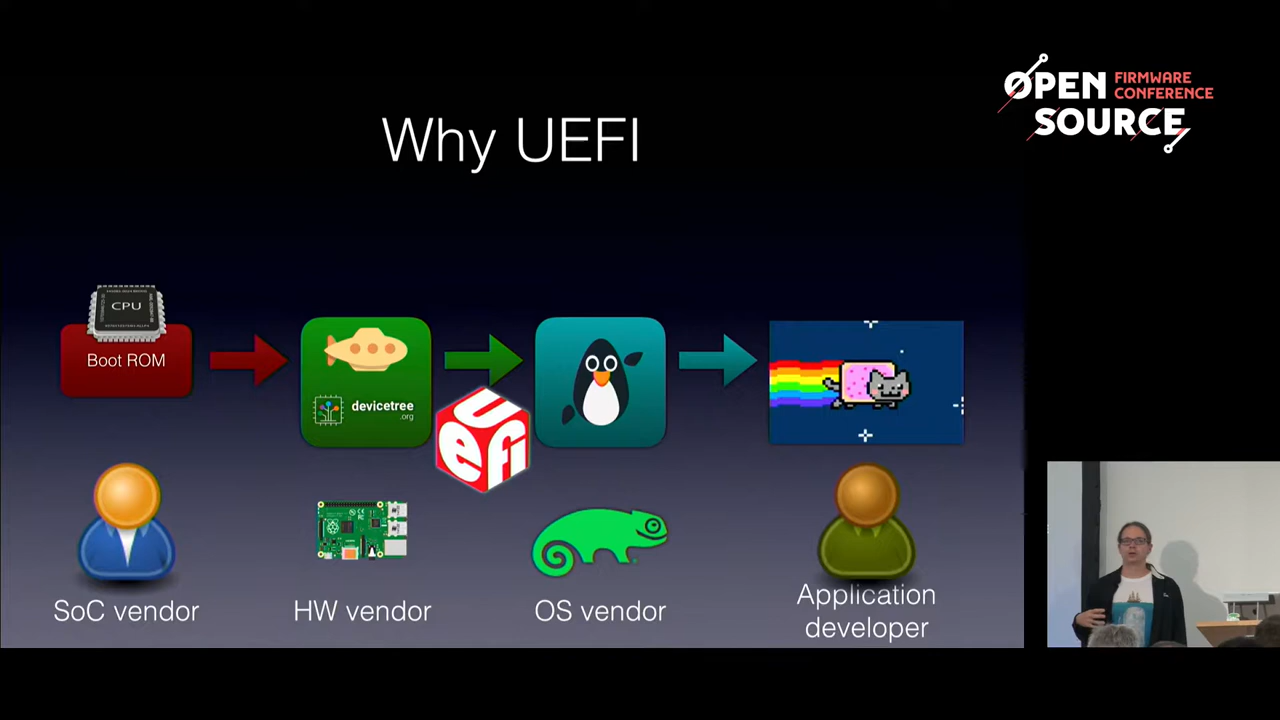 OPEN FIRMWARE
CONFERENCE
SOURCE
Why UEFI
CPU
Boot ROM
devicetree
.org
UEFI
SoC vendor
HW vendor
OS vendor
Application
developer